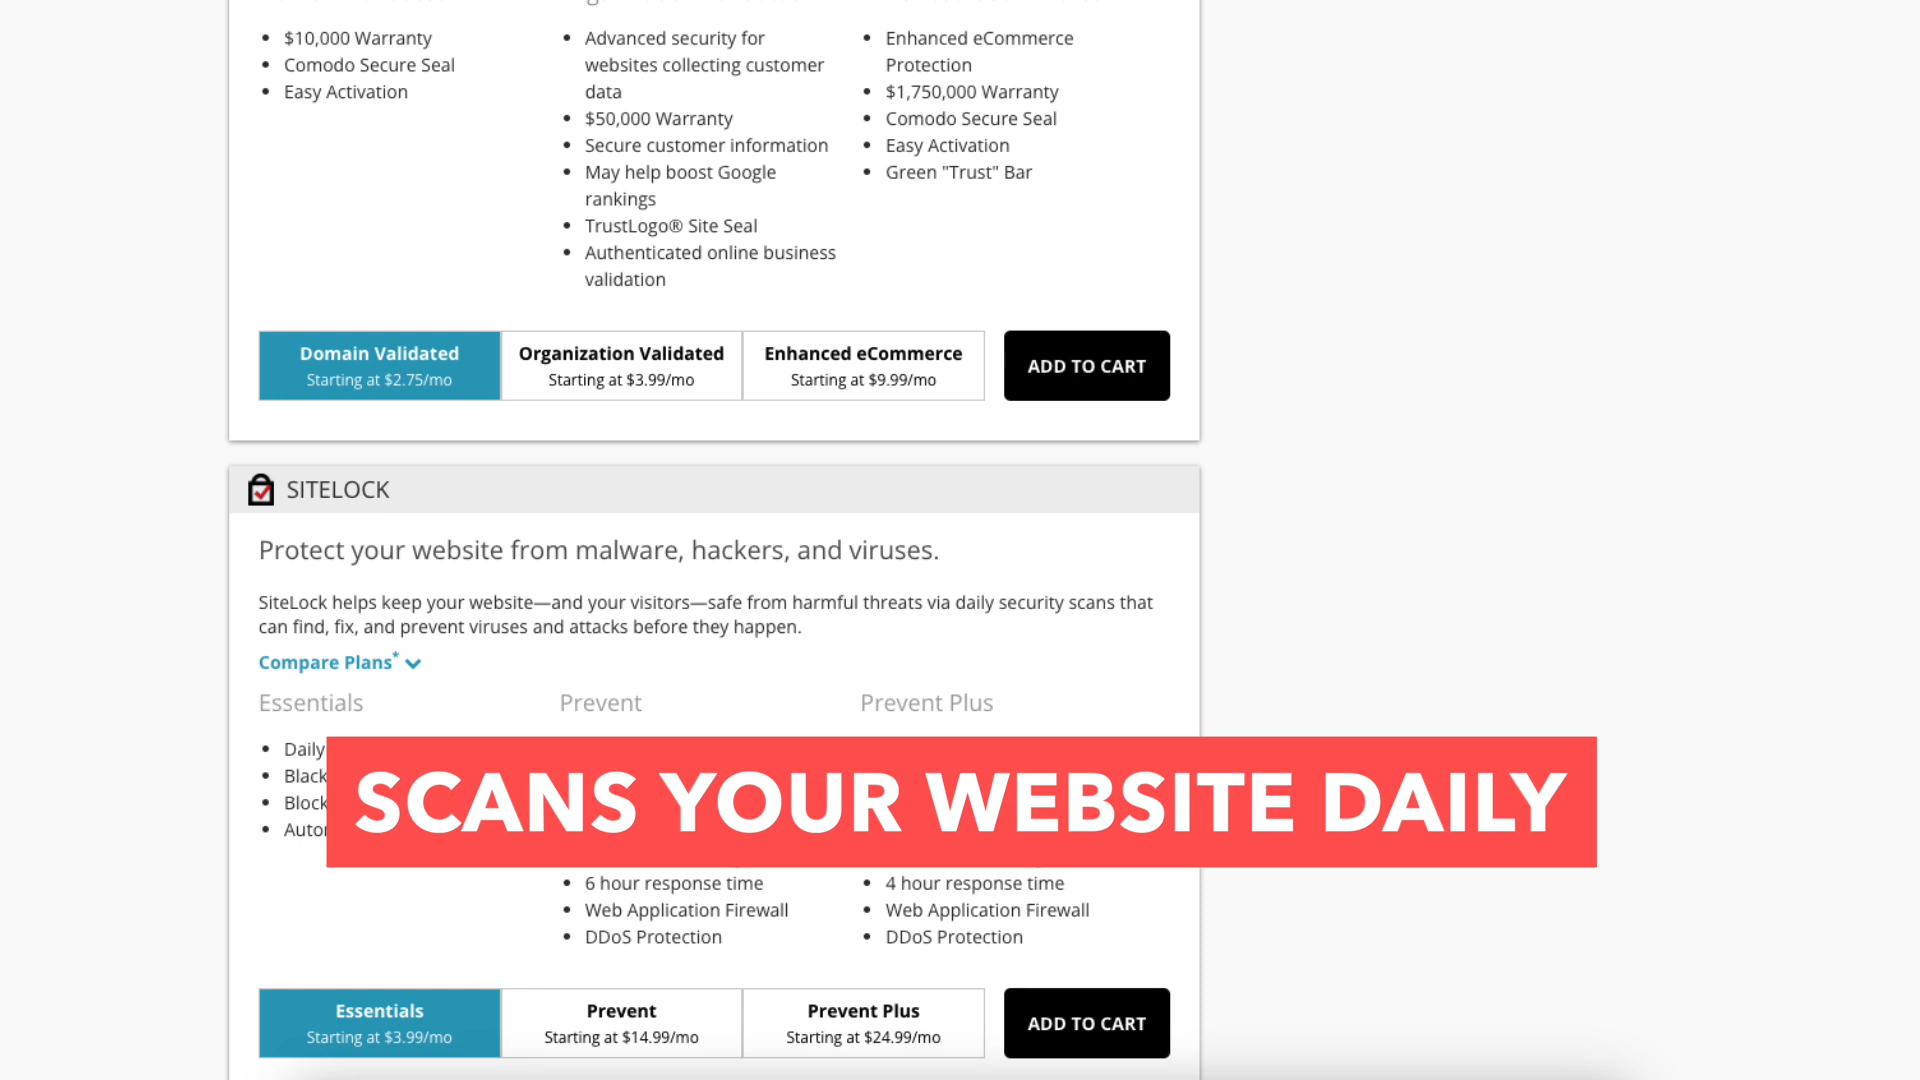 $10,000 Warranty
Comodo Secure Seal
Easy Activation
Advanced security for
websites collecting customer
data
$50,000 Warranty
Secure customer information
May help boost Google
rankings
TrustLogo® Site Seal
Authenticated online business
validation
Enhanced eCommerce
Protection
$1,750,000 Warranty
Comodo Secure Seal
Easy Activation
Green "Trust" Bar
Domain Validated
Starting at $2.75/mo
Organization Validated
Starting at $3.99/mo
Enhanced eCommerce
Starting at $9.99/mo
ADD TO CART
SITELOCK
Protect your website from malware, hackers, and viruses.
SiteLock helps keep your website—and your visitors—safe from harmful threats via daily security scans that
can find, fix, and prevent viruses and attacks before they happen.
Compare Plans*
Essentials
Daily
Prevent
Prevent Plus
SCANS YOUR WEBSITE DAILY
6 hour response time
Web Application Firewall
DDoS Protection
4 hour response time
Web Application Firewall
DDoS Protection
Essentials
Starting at $3.99/mo
Prevent
Starting at $14.99/mo
Prevent Plus
Starting at $24.99/mo
ADD TO CART